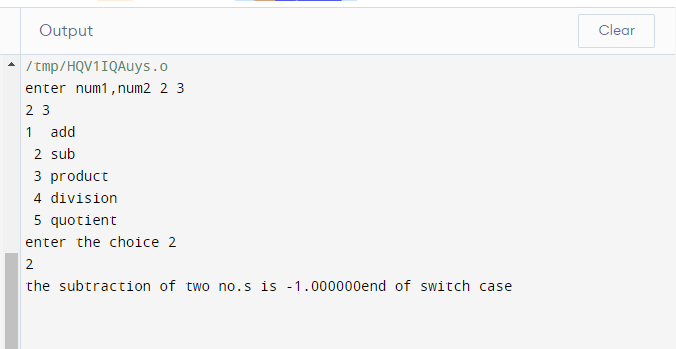 Output
Clear
/tmp/HQV1IQAuys.o
enter num1,num2 2 3
2 3
1  add
 2 sub
 3 product
 4 division
 5 quotient
enter the choice 2
2
the subtraction of two no.s is -1.000000end of switch case